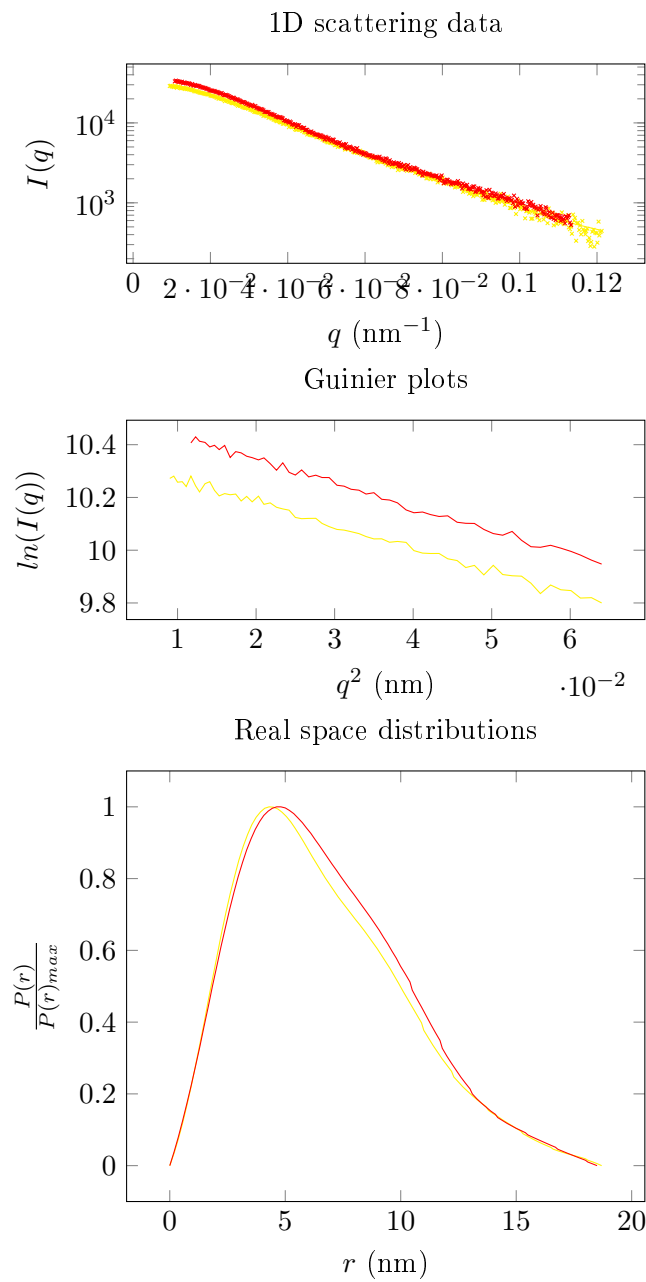 1D scattering data
10^4
10^3
I(q)
0 2·10^−2 4·10^−2 6·10^−2 8·10^−2 0.1 0.12
q (nm^−1)
Guinier plots
10.4
10.2
10
9.8
ln(I(q))
1 2 3 4 5 6
·10^−2
q^2 (nm)
Real space distributions
1
0.8
0.6
0.4
0.2
0
P(r)
P(r)max
0 5 10 15 20
r (nm)